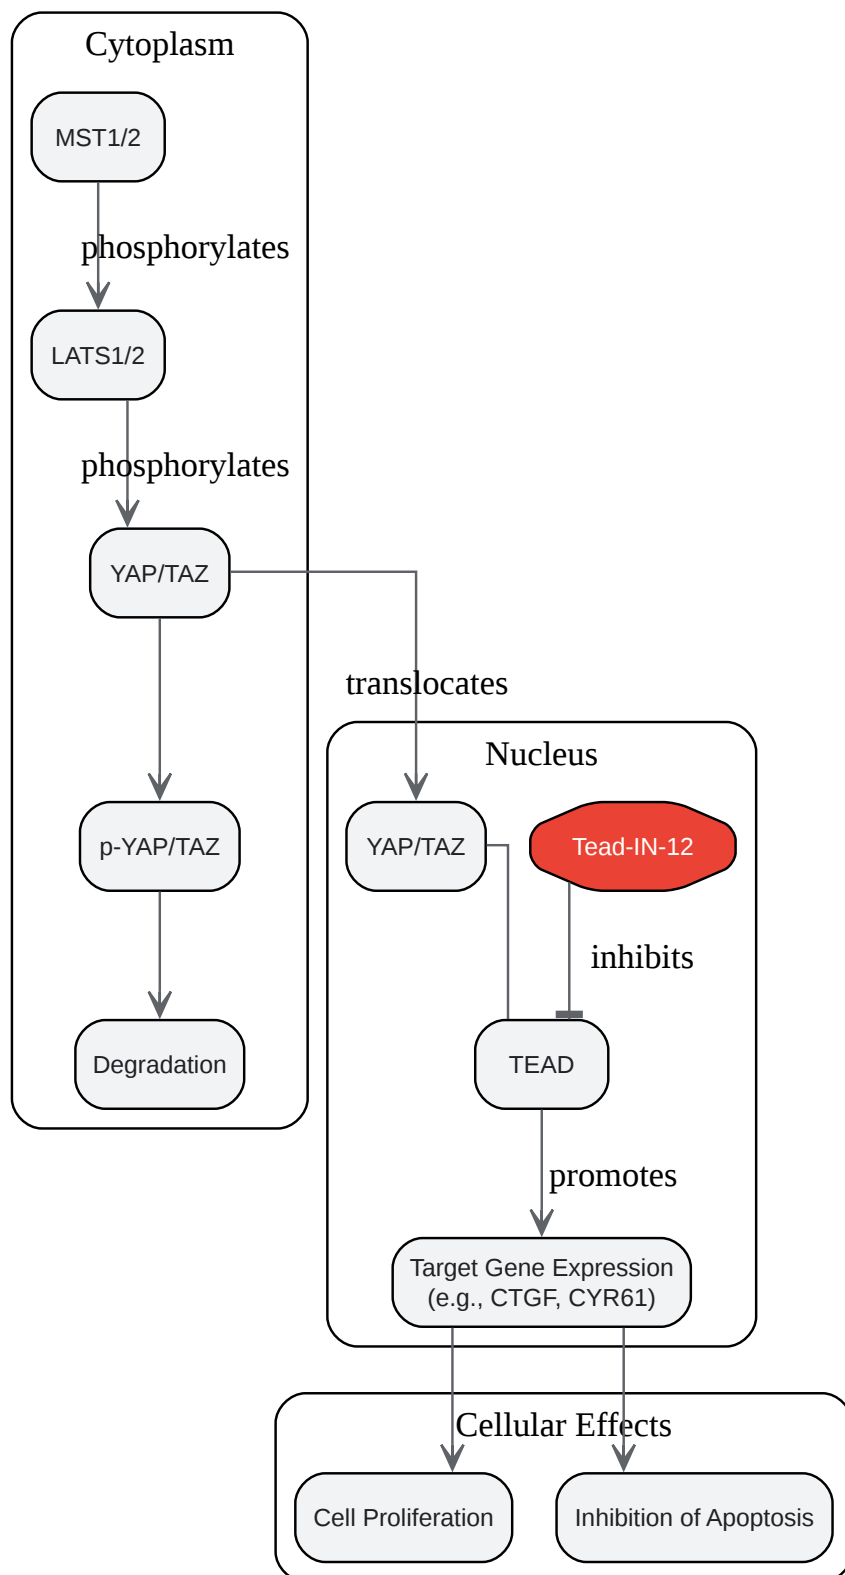 Cytoplasm
MST1/2
phosphorylates
LATS1/2
phosphorylates
YAP/TAZ
translocates
Nucleus
p-YAP/TAZ
YAP/TAZ
Tead-IN-12
inhibits
Degradation
TEAD
promotes
Target Gene Expression
(e.g., CTGF, CYR61)
Cellular Effects
Cell Proliferation
Inhibition of Apoptosis